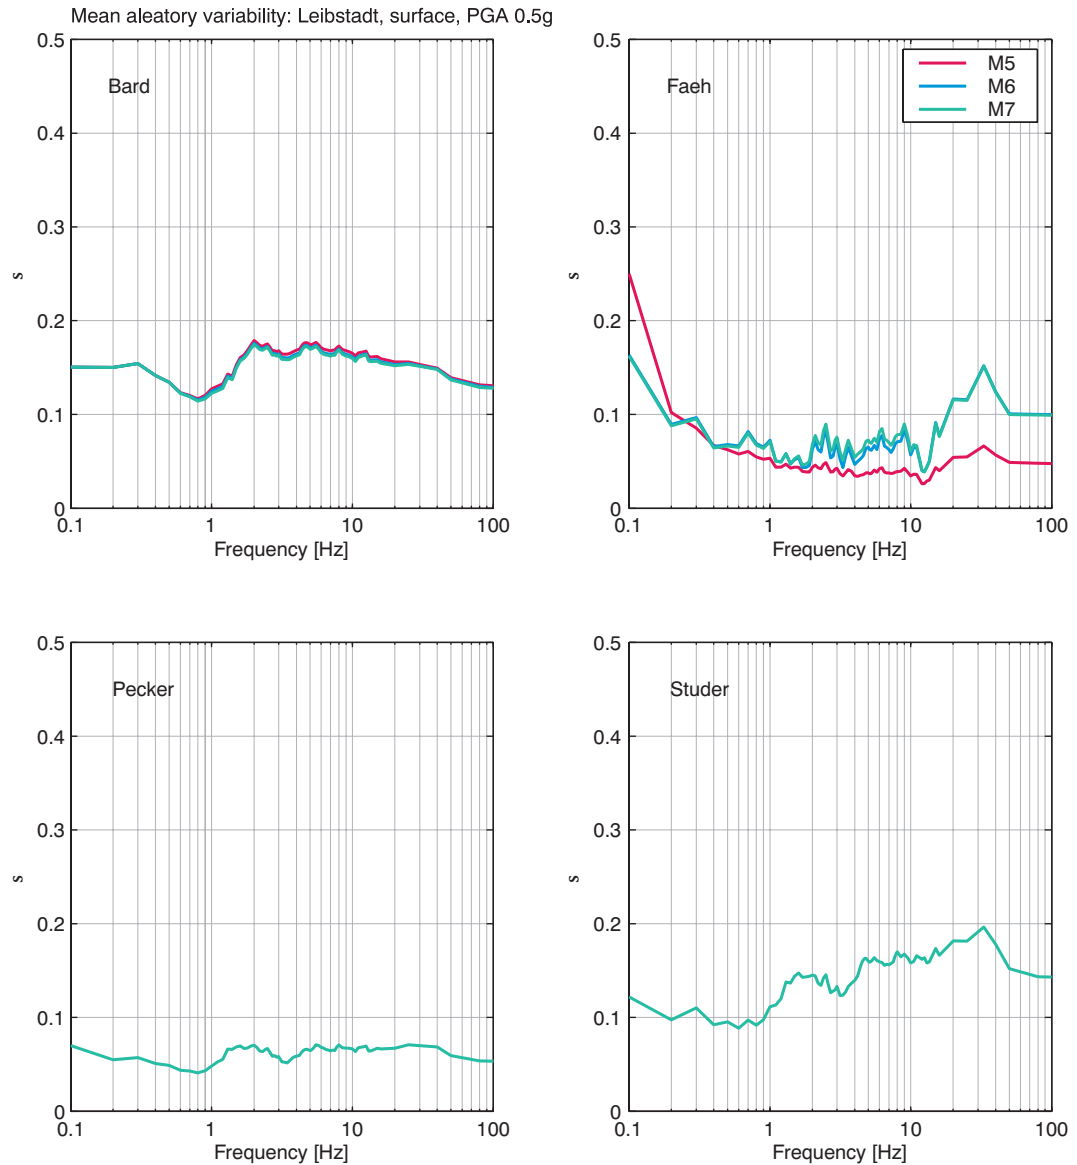 Mean aleatory variability: Leibstadt, surface, PGA 0.5g
0.5
0.4
0.3
0.2
0.1
0
Bard
s
0.1 1 10 100
Frequency [Hz]
0.5
0.4
0.3
0.2
0.1
0
Faeh
M5
M6
M7
s
0.1 1 10 100
Frequency [Hz]
0.5
0.4
0.3
0.2
0.1
0
Pecker
s
0.1 1 10 100
Frequency [Hz]
0.5
0.4
0.3
0.2
0.1
0
Studer
s
0.1 1 10 100
Frequency [Hz]